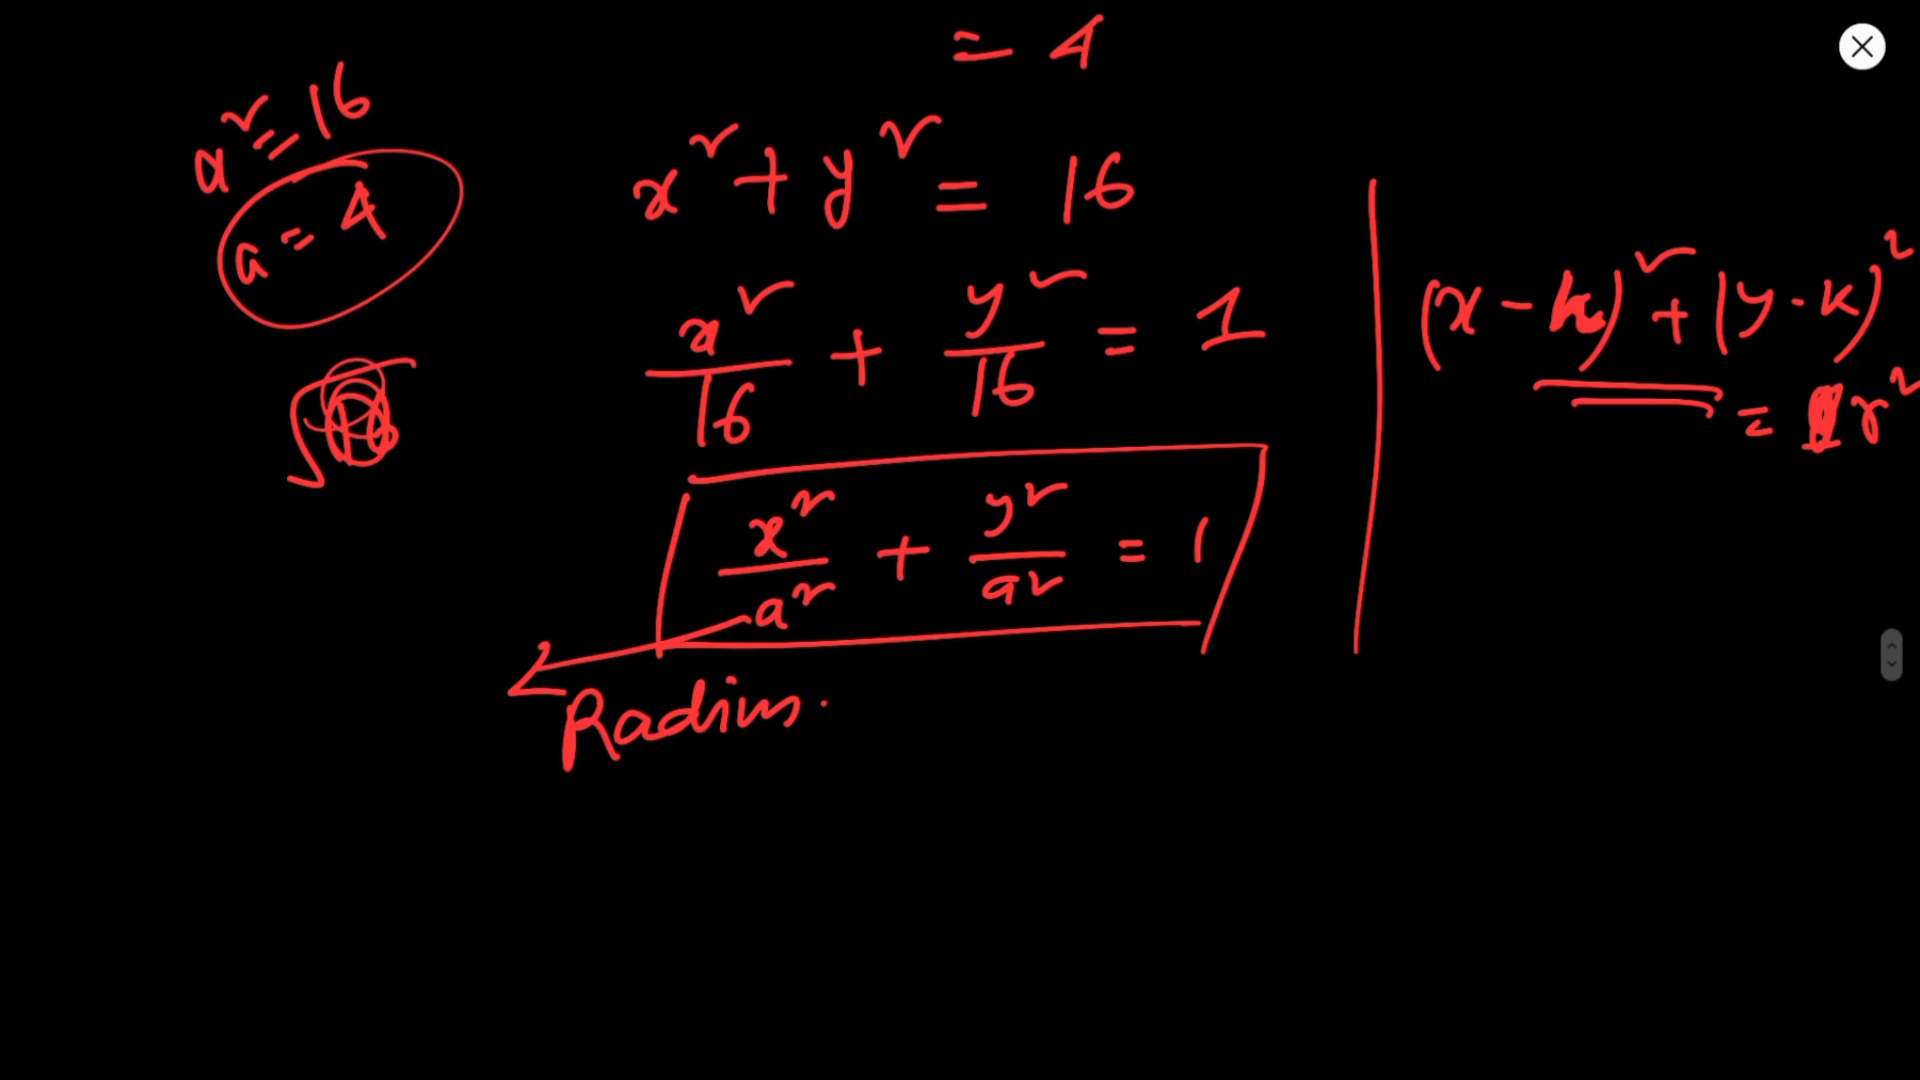 = 4
a² = 16
a = 4
√16
x² + y² = 16
x²/16 + y²/16 = 1
x²/a² + y²/a² = 1
Radius.
(x - h)² + (y - k)²
= r²